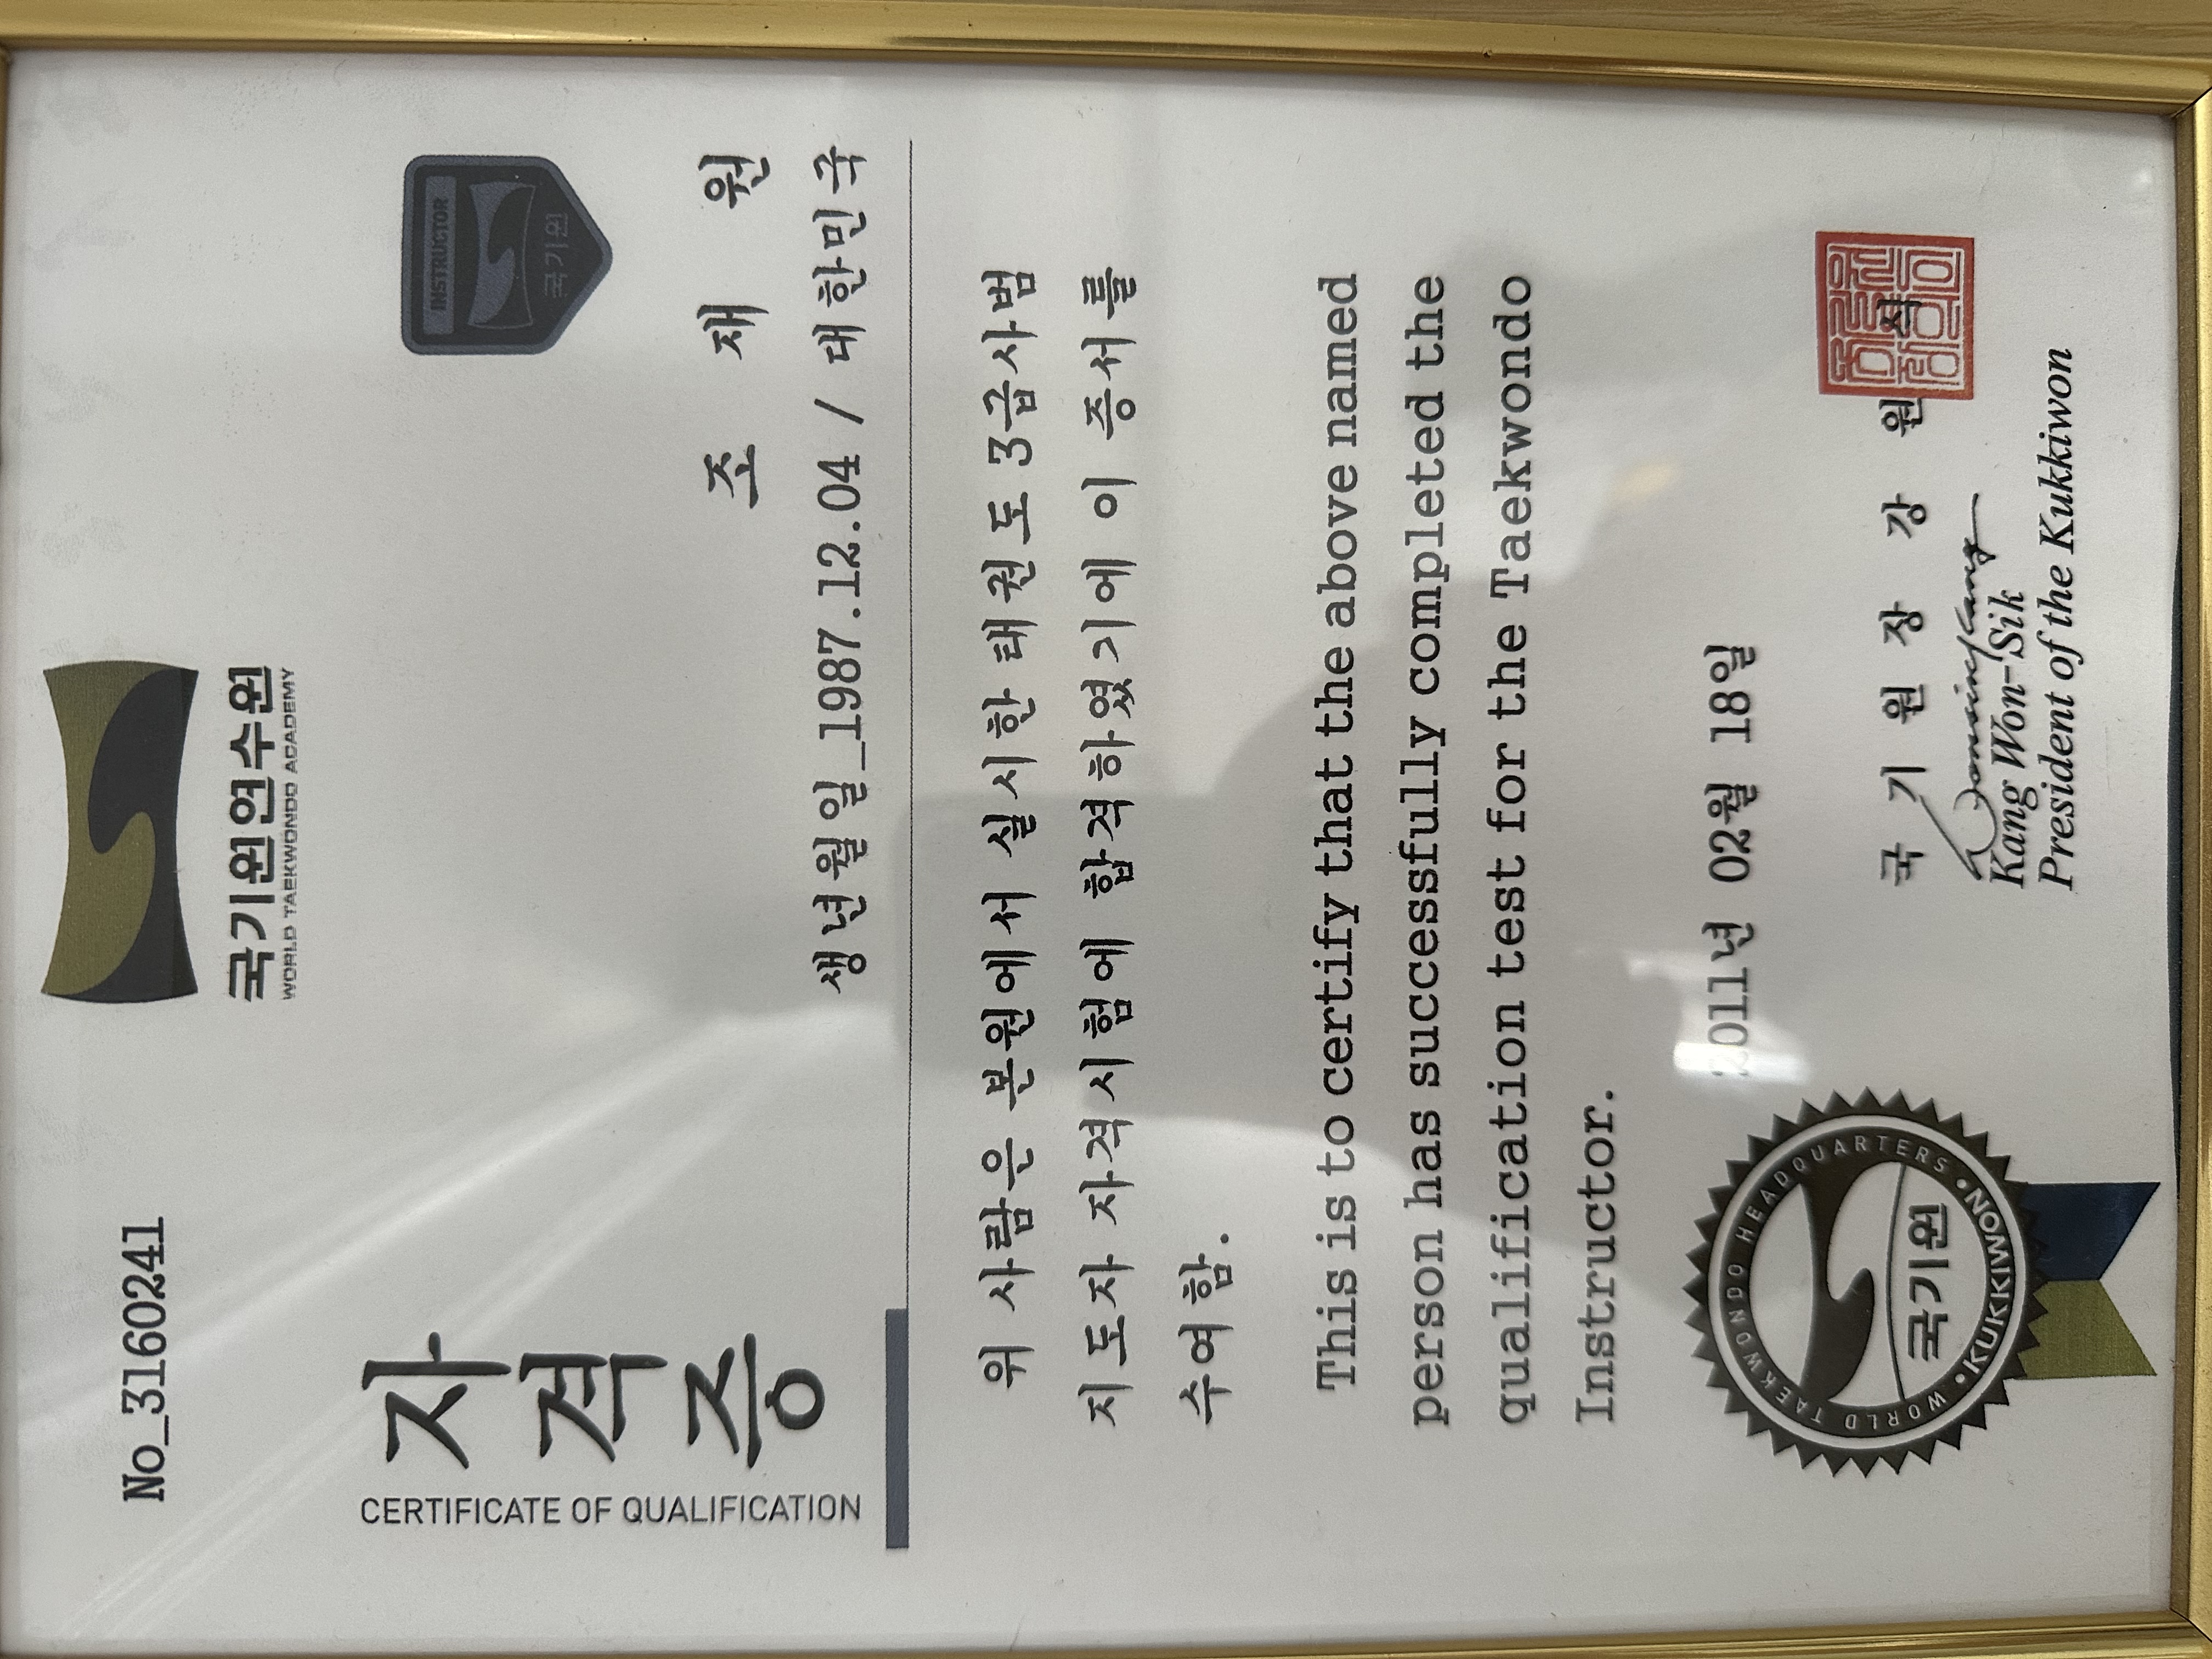 No_3160241
국기원연수원
WORLD TAEKWONDO ACADEMY
자격증
CERTIFICATE OF QUALIFICATION
INSTRUCTOR
국기원
조 재 원
생년월일_1987.12.04 / 대한민국
위 사람은 본원에서 실시한 태권도 3급사범
지도자 자격시험에 합격하였기에 이 증서를
수여함.
This is to certify that the above named
person has successfully completed the
qualification test for the Taekwondo
Instructor.
2011년 02월 18일
국 기 원 장 강 원 식
Kang Won-Sik
President of the Kukkiwon
WORLD TAEKWONDO HEADQUARTERS
국기원
KUKKIWON